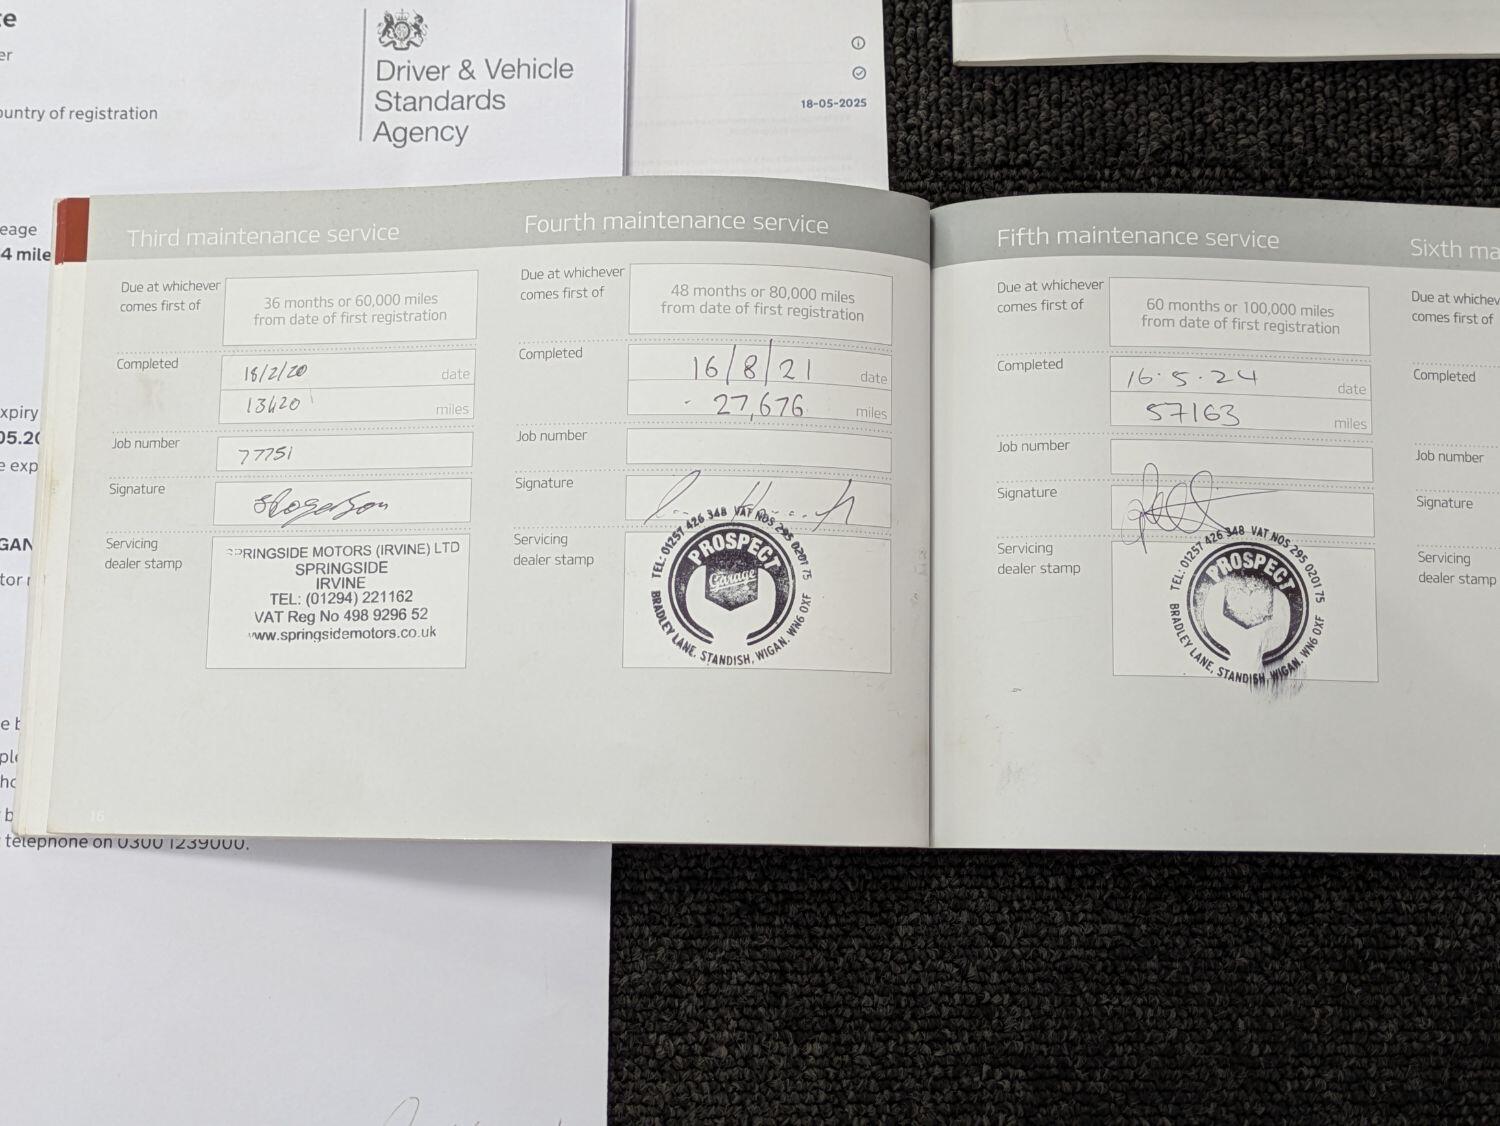 er
ountry of registration
Driver & Vehicle
Standards
Agency
18-05-2025
eage
4 mile
xpiry
05.20
e exp
GAN
tor r
e b
ple
ho
b
telephone on 0300 1239000.
Third maintenance service
Due at whichever
comes first of
36 months or 60,000 miles
from date of first registration
Completed
18/2/20 date
13420 miles
Job number
77751
Signature
Servicing
dealer stamp
SPRINGSIDE MOTORS (IRVINE) LTD
SPRINGSIDE
IRVINE
TEL: (01294) 221162
VAT Reg No 498 9296 52
www.springsidemotors.co.uk
16
Fourth maintenance service
Due at whichever
comes first of
48 months or 80,000 miles
from date of first registration
Completed
16/8/21 date
27,676 miles
Job number
Signature
Servicing
dealer stamp
TEL: 01257 426 348 VAT NOS 295 0201 75
PROSPECT
Garage
BRADLEY LANE, STANDISH, WIGAN. WN6 0XF
Fifth maintenance service
Due at whichever
comes first of
60 months or 100,000 miles
from date of first registration
Completed
16.5.24 date
57163 miles
Job number
Signature
Servicing
dealer stamp
TEL: 01257 426 348 VAT NOS 295 0201 75
PROSPECT
BRADLEY LANE, STANDISH, WIGAN. WN6 0XF
Sixth ma
Due at whichev
comes first of
Completed
Job number
Signature
Servicing
dealer stamp